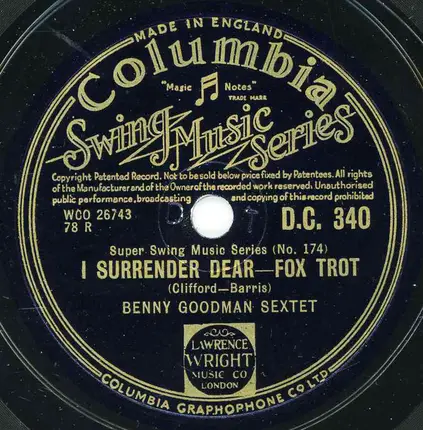 MADE IN ENGLAND
Columbia
"Magic Notes"
TRADE MARK
Swing Music Series
Copyright Patented Record. Not to be sold below price fixed by Patentees. All rights
of the Manufacturer and of the Owner of the recorded work reserved. Unauthorised
public performance, broadcasting and copying of this record prohibited
WCO 26743
78 R
D.C. 340
Super Swing Music Series (No. 174)
I SURRENDER DEAR—FOX TROT
(Clifford—Barris)
BENNY GOODMAN SEXTET
LAWRENCE
WRIGHT
MUSIC CO
LONDON
COLUMBIA GRAPHOPHONE CO LTD